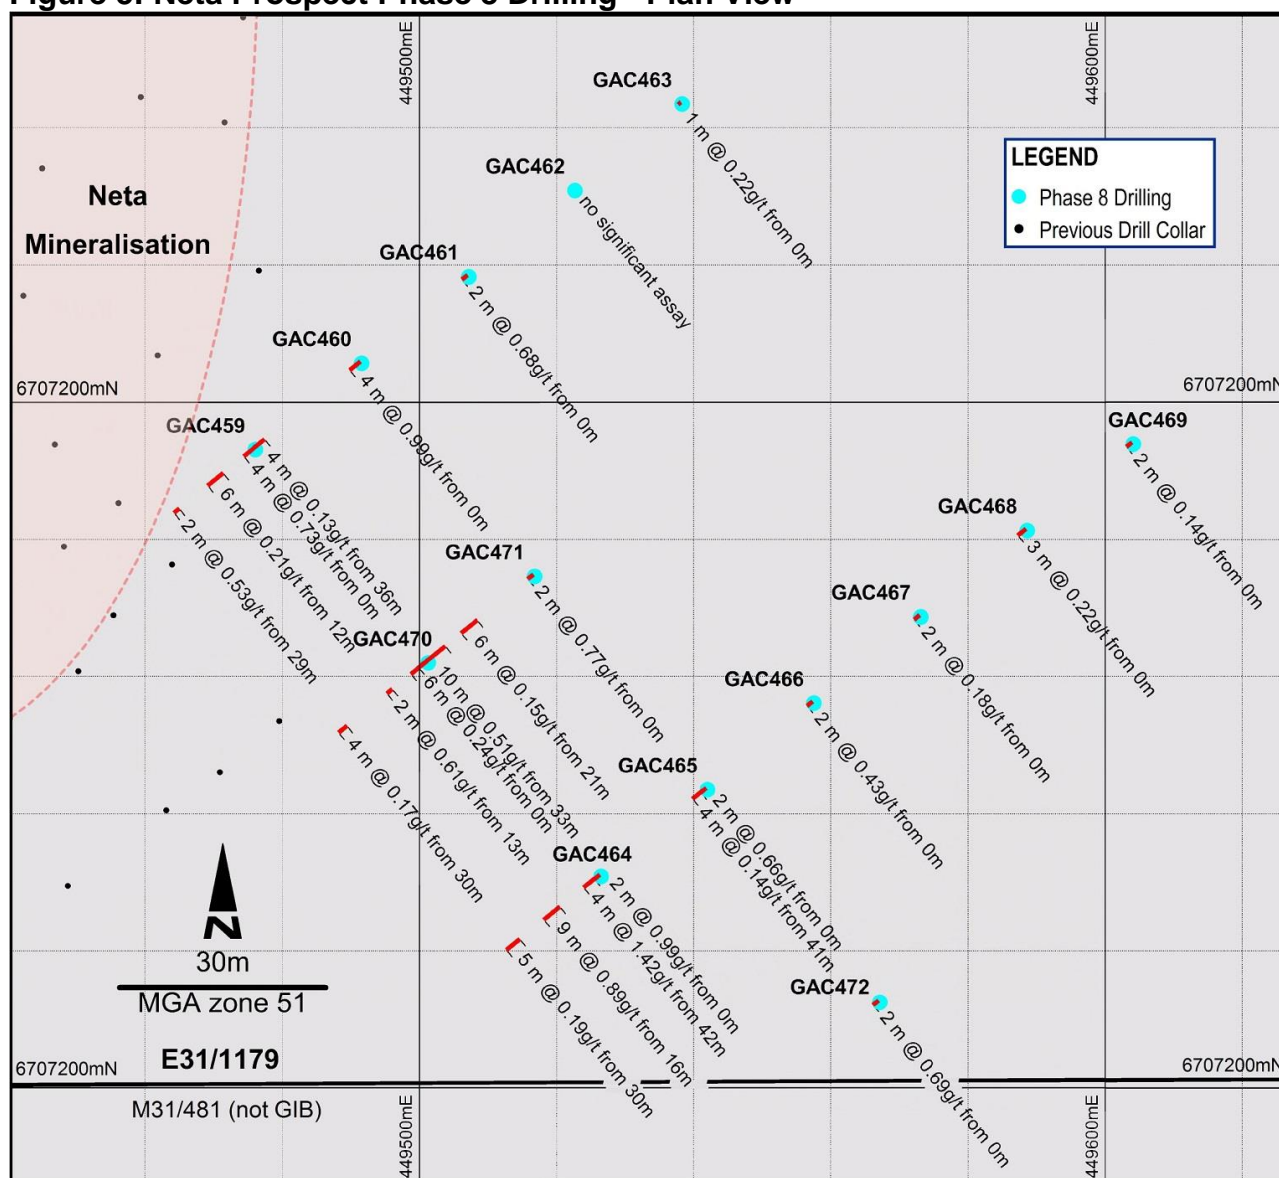 Figure 3: Neta Prospect Phase 8 Drilling - Plan View
449500mE
449600mE
GAC463
1 m @ 0.22g/t from 0m
LEGEND
Phase 8 Drilling
Previous Drill Collar
GAC462
no significant assay
Neta
Mineralisation
GAC461
2 m @ 0.68g/t from 0m
GAC460
4 m @ 0.99g/t from 0m
6707200mN
6707200mN
GAC459
4 m @ 0.13g/t from 36m
4 m @ 0.73g/t from 0m
6 m @ 0.21g/t from 12m
2 m @ 0.53g/t from 29m
GAC469
2 m @ 0.14g/t from 0m
GAC468
3 m @ 0.22g/t from 0m
GAC471
2 m @ 0.77g/t from 0m
GAC467
2 m @ 0.18g/t from 0m
GAC470
6 m @ 0.15g/t from 21m
10 m @ 0.51g/t from 33m
6 m @ 0.24g/t from 0m
2 m @ 0.61g/t from 13m
4 m @ 0.17g/t from 30m
GAC466
2 m @ 0.43g/t from 0m
GAC465
2 m @ 0.66g/t from 0m
4 m @ 0.14g/t from 41m
GAC464
2 m @ 0.99g/t from 0m
4 m @ 1.42g/t from 42m
9 m @ 0.89g/t from 16m
5 m @ 0.19g/t from 30m
GAC472
2 m @ 0.69g/t from 0m
N
30m
MGA zone 51
E31/1179
6707200mN
6707200mN
M31/481 (not GIB)
449500mE
449600mE